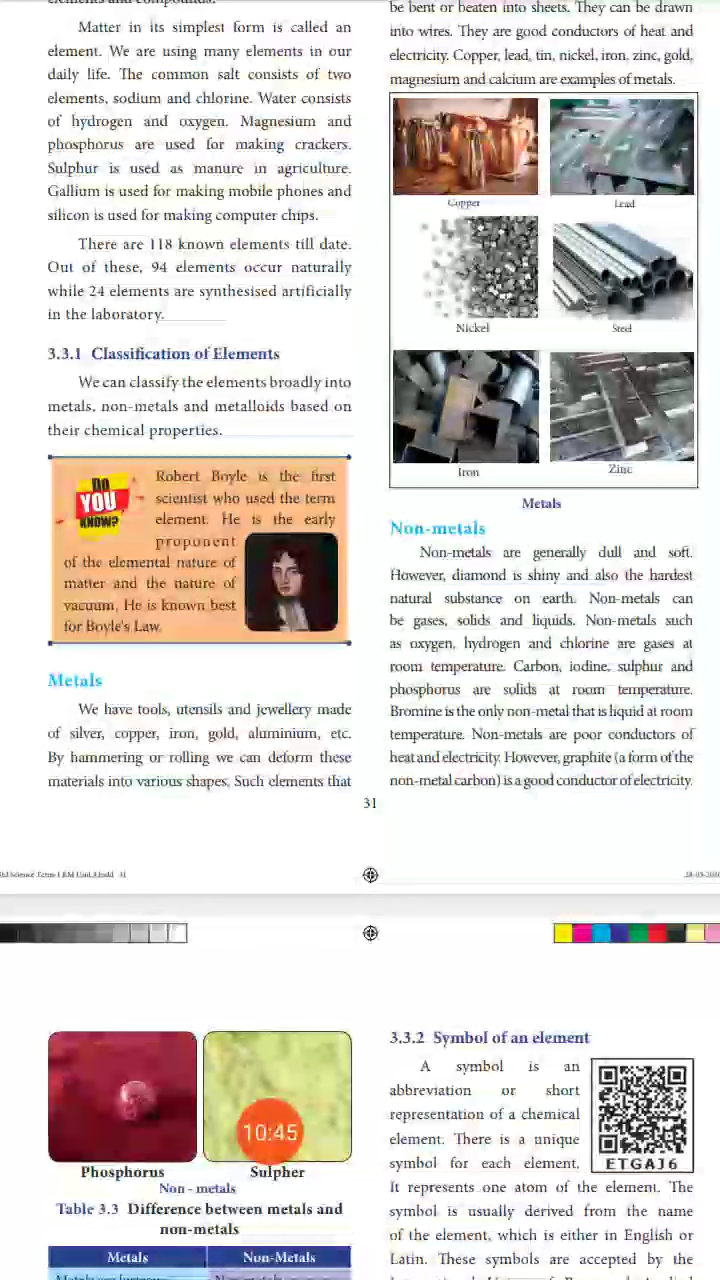 Matter in its simplest form is called an
element. We are using many elements in our
daily life. The common salt consists of two
elements, sodium and chlorine. Water consists
of hydrogen and oxygen. Magnesium and
phosphorus are used for making crackers.
Sulphur is used as manure in agriculture.
Gallium is used for making mobile phones and
silicon is used for making computer chips.
There are 118 known elements till date.
Out of these, 94 elements occur naturally
while 24 elements are synthesised artificially
in the laboratory.
3.3.1 Classification of Elements
We can classify the elements broadly into
metals, non-metals and metalloids based on
their chemical properties.
DO
YOU
KNOW?
Robert Boyle is the first
scientist who used the term
element. He is the early
proponent
of the elemental nature of
matter and the nature of
vacuum. He is known best
for Boyle's Law.
Metals
We have tools, utensils and jewellery made
of silver, copper, iron, gold, aluminium, etc.
By hammering or rolling we can deform these
materials into various shapes. Such elements that
be bent or beaten into sheets. They can be drawn
into wires. They are good conductors of heat and
electricity. Copper, lead, tin, nickel, iron, zinc, gold,
magnesium and calcium are examples of metals.
Copper
Lead
Nickel
Steel
Iron
Zinc
Metals
Non-metals
Non-metals are generally dull and soft.
However, diamond is shiny and also the hardest
natural substance on earth. Non-metals can
be gases, solids and liquids. Non-metals such
as oxygen, hydrogen and chlorine are gases at
room temperature. Carbon, iodine, sulphur and
phosphorus are solids at room temperature.
Bromine is the only non-metal that is liquid at room
temperature. Non-metals are poor conductors of
heat and electricity. However, graphite (a form of the
non-metal carbon) is a good conductor of electricity.
31
Phosphorus
Sulpher
10:45
Non - metals
Table 3.3 Difference between metals and
non-metals
Metals
Non-Metals
3.3.2 Symbol of an element
A symbol is an
abbreviation or short
representation of a chemical
element. There is a unique
symbol for each element.
ETGAJ6
It represents one atom of the element. The
symbol is usually derived from the name
of the element, which is either in English or
Latin. These symbols are accepted by the